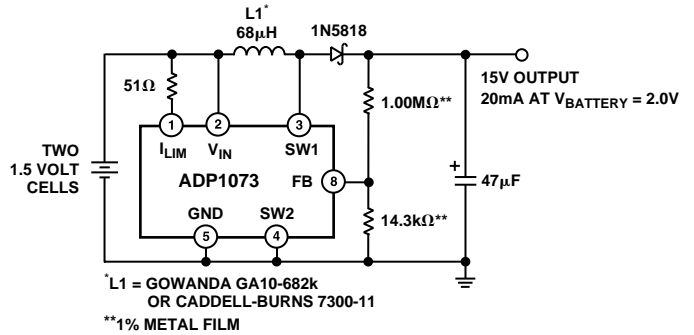 L1*
68µH
1N5818
51Ω
15V OUTPUT
20mA AT VBATTERY = 2.0V
1.00MΩ**
1
2
3
ILIM
VIN
SW1
TWO
1.5 VOLT
CELLS
ADP1073
FB
8
+
47µF
GND
SW2
14.3kΩ**
5
4
*L1 = GOWANDA GA10-682k
OR CADDELL-BURNS 7300-11
**1% METAL FILM